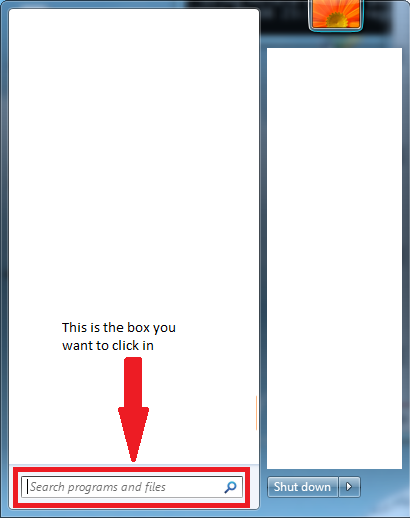 This is the box you
want to click in
Search programs and files
Shut down